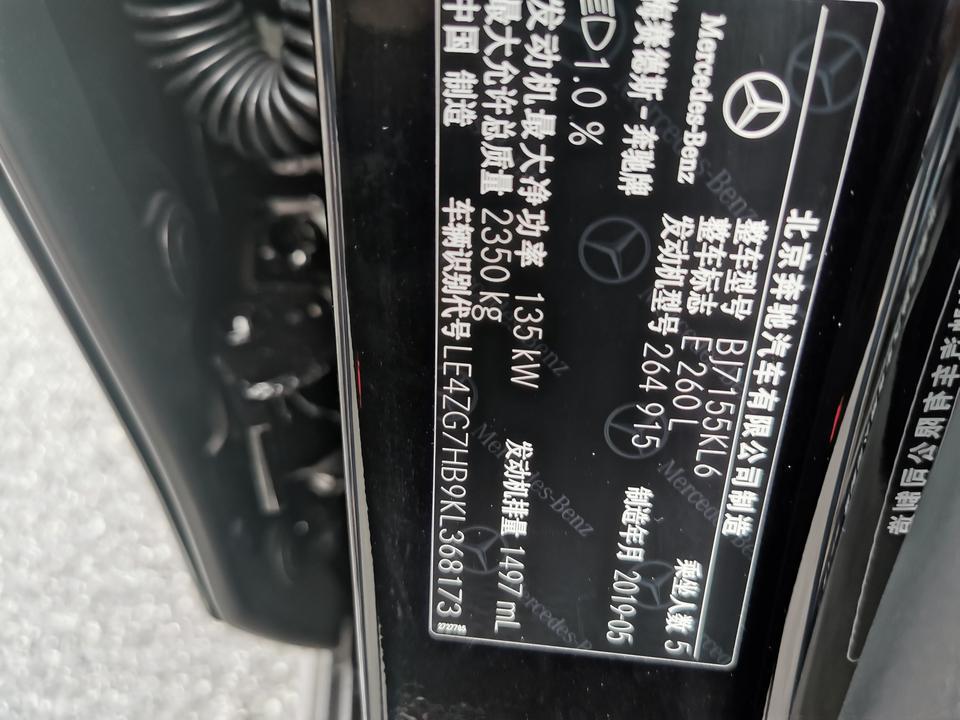 北京奔驰汽车有限公司制造
Mercedes-Benz
梅赛德斯-奔驰牌
整车型号 BJ7155KL6
整车标志 E 260 L
乘坐人数 5
发动机型号 264 915
制造年月 2019-05
1.0 %
发动机最大净功率 135 kW
发动机排量 1497 mL
最大允许总质量 2350 kg
中国 制造
车辆识别代号 LE4ZG7HB9KL368173
2727785